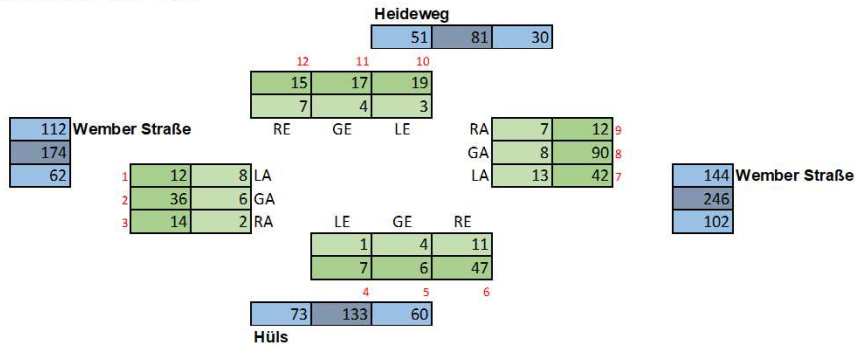 Heideweg
51 81 30
12 11 10
15 17 19
7 4 3
RE GE LE
112 Wember Straße
174
62
RA 7 12 9
GA 8 90 8
LA 13 42 7
1 12 8 LA
2 36 6 GA
3 14 2 RA
144 Wember Straße
246
102
LE GE RE
1 4 11
7 6 47
4 5 6
73 133 60
Hüls